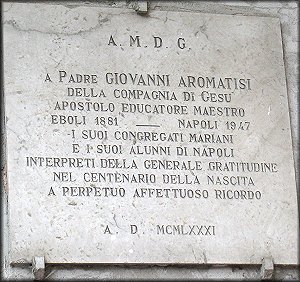 A. M. D. G.
A PADRE GIOVANNI AROMATISI
DELLA COMPAGNIA DI GESÙ
APOSTOLO EDUCATORE MAESTRO
EBOLI 1881 — NAPOLI 1947
I SUOI CONGREGATI MARIANI
E I SUOI ALUNNI DI NAPOLI
INTERPRETI DELLA GENERALE GRATITUDINE
NEL CENTENARIO DELLA NASCITA
A PERPETUO AFFETTUOSO RICORDO
A. D. MCMLXXXI